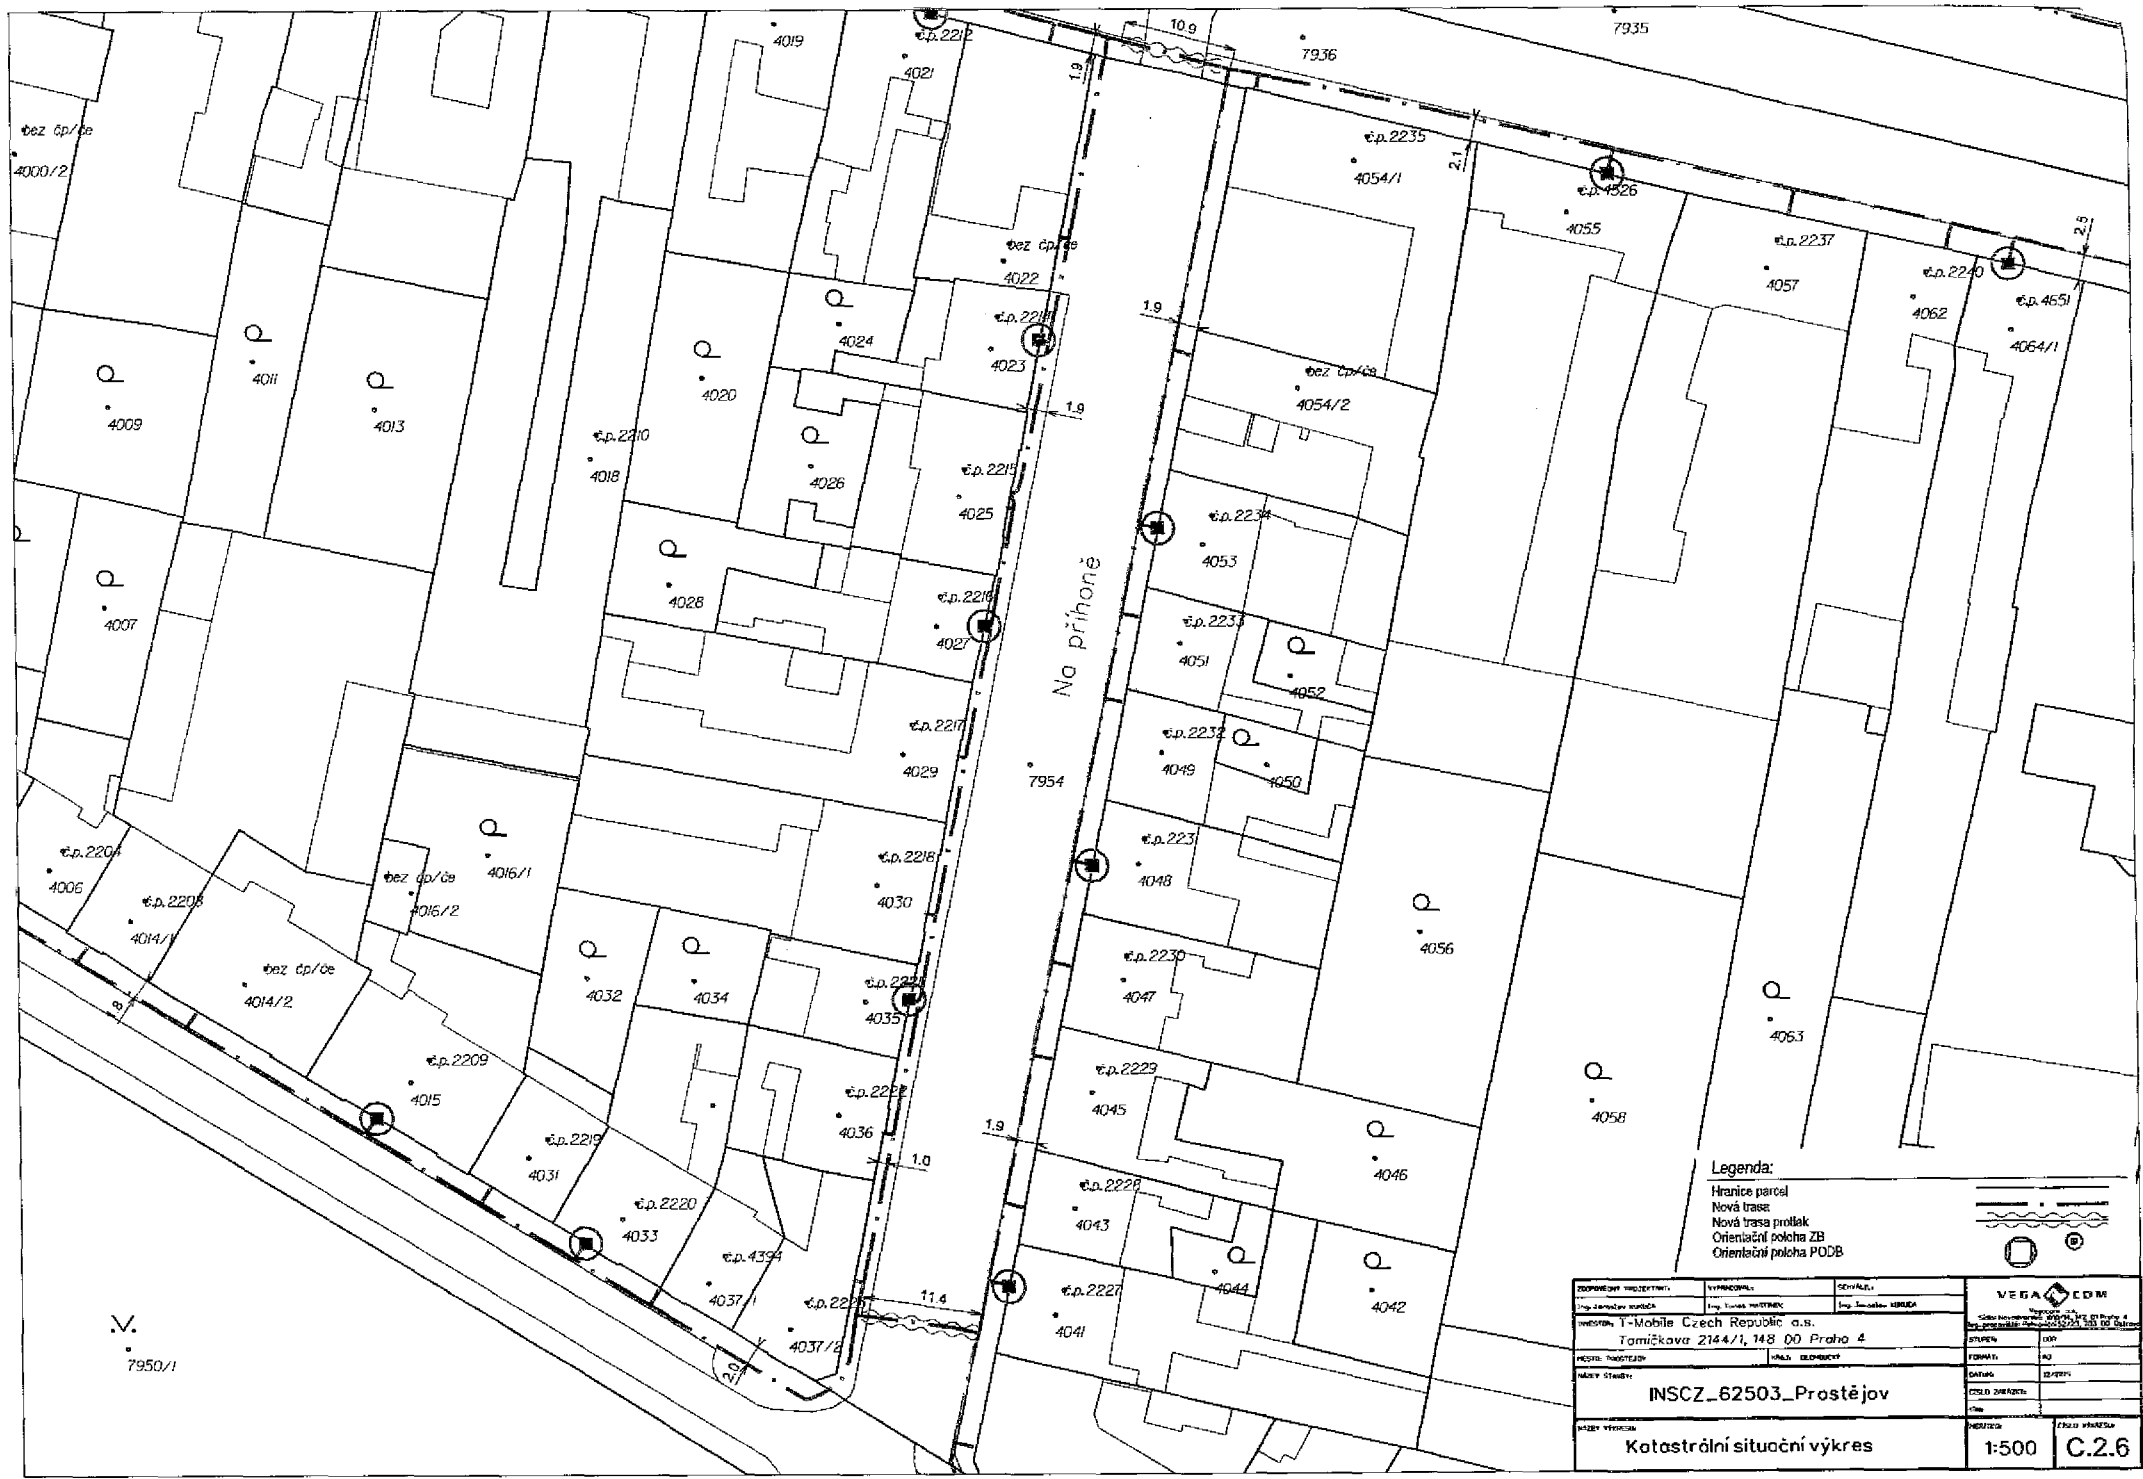 10.9
7935
7936
4019
č.p.2212
4021
1.9
bez čp/če
4000/2
č.p.2235
4054/1
2.1
č.p.4526
4055
č.p.2237
4057
2.5
č.p.2240
4062
č.p.4651
4064/1
bez čp/če
4022
č.p.2214
4023
4024
1.9
4009
4011
4013
4020
bez čp/če
4054/2
1.9
č.p.2210
4018
4026
č.p.2215
4025
č.p.2234
4053
Na příhoně
4007
4028
č.p.2216
4027
č.p.2233
4051
4052
č.p.2217
4029
7954
č.p.2232
4049
4050
č.p.2204
4006
č.p.2203
4014/1
bez čp/če
4016/2
4016/1
č.p.2218
4030
č.p.223
4048
4056
bez čp/če
4014/2
4032
4034
č.p.2221
4035
č.p.2230
4047
4063
.8
č.p.2209
4015
č.p.2222
4036
č.p.2229
4045
4058
1.9
1.0
č.p.2219
4031
4046
č.p.2220
4033
č.p.2228
4043
č.p.4394
4037/1
11.4
4044
4042
č.p.2227
4041
4037/2
2.0
7950/1
Legenda:
Hranice parcel
Nová trasa
Nová trasa protlak
Orientační poloha ZB
Orientační poloha PODB
VEGA COM
T-Mobile Czech Republic a.s.
Tomíčkova 2144/1, 148 00 Praha 4
INSCZ_62503_Prostějov
Katastrální situační výkres
1:500
C.2.6